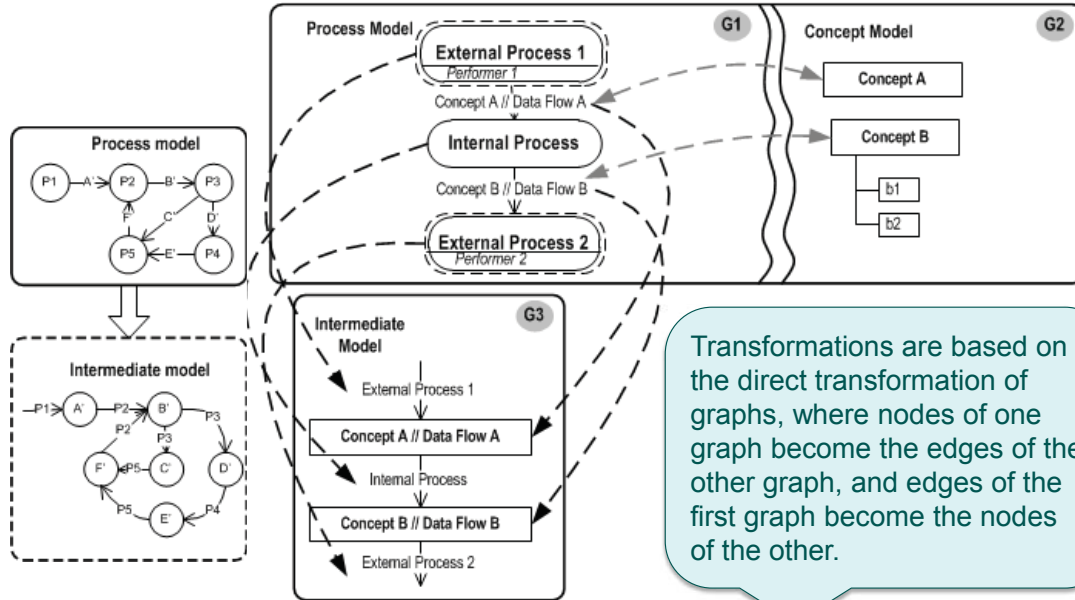 Process Model
G1
External Process 1
Performer 1
Concept A // Data Flow A
Internal Process
Concept B // Data Flow B
External Process 2
Performer 2
Concept Model
G2
Concept A
Concept B
b1
b2
Process model
P1
A'
P2
B'
P3
F'
C'
D'
P5
E'
P4
Intermediate model
P1
A'
P2
B'
P3
P2
P3
F'
P5
C'
D'
P5
E'
P4
Intermediate
Model
G3
External Process 1
Concept A // Data Flow A
Internal Process
Concept B // Data Flow B
External Process 2
Transformations are based on
the direct transformation of
graphs, where nodes of one
graph become the edges of the
other graph, and edges of the
first graph become the nodes
of the other.